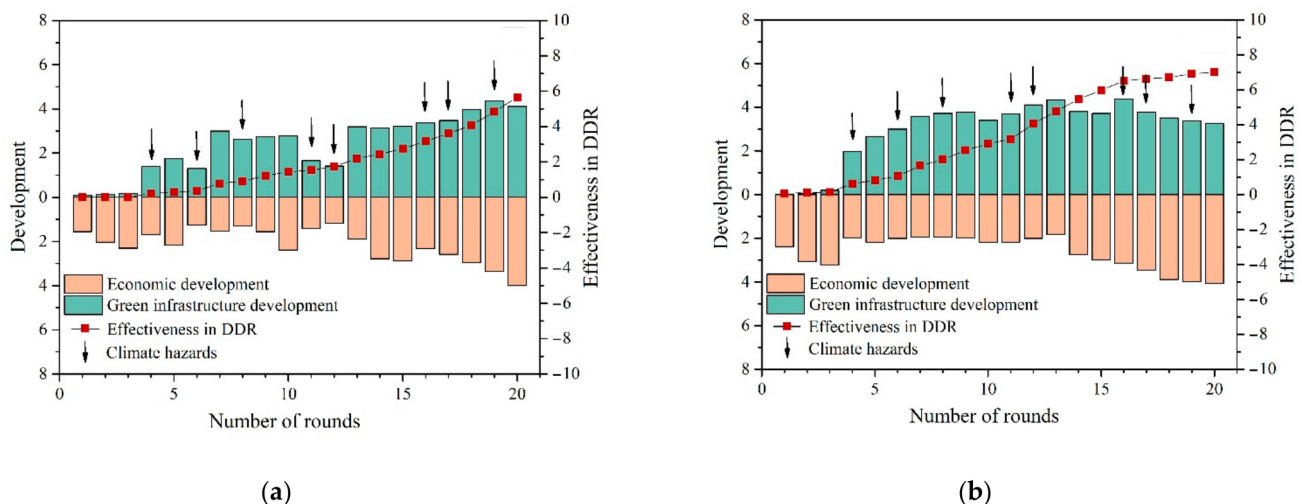 8
6
4
2
0
2
4
6
8
Development
10
8
6
4
2
0
−2
−4
−6
−8
−10
Effectiveness in DDR
Economic development
Green infrastructure development
Effectiveness in DDR
Climate hazards
0 5 10 15 20
Number of rounds
(a)
8
6
4
2
0
2
4
6
8
Development
10
8
6
4
2
0
−2
−4
−6
−8
−10
Effectiveness in DDR
Economic development
Green infrastructure development
Effectiveness in DDR
Climate hazards
0 5 10 15 20
Number of rounds
(b)